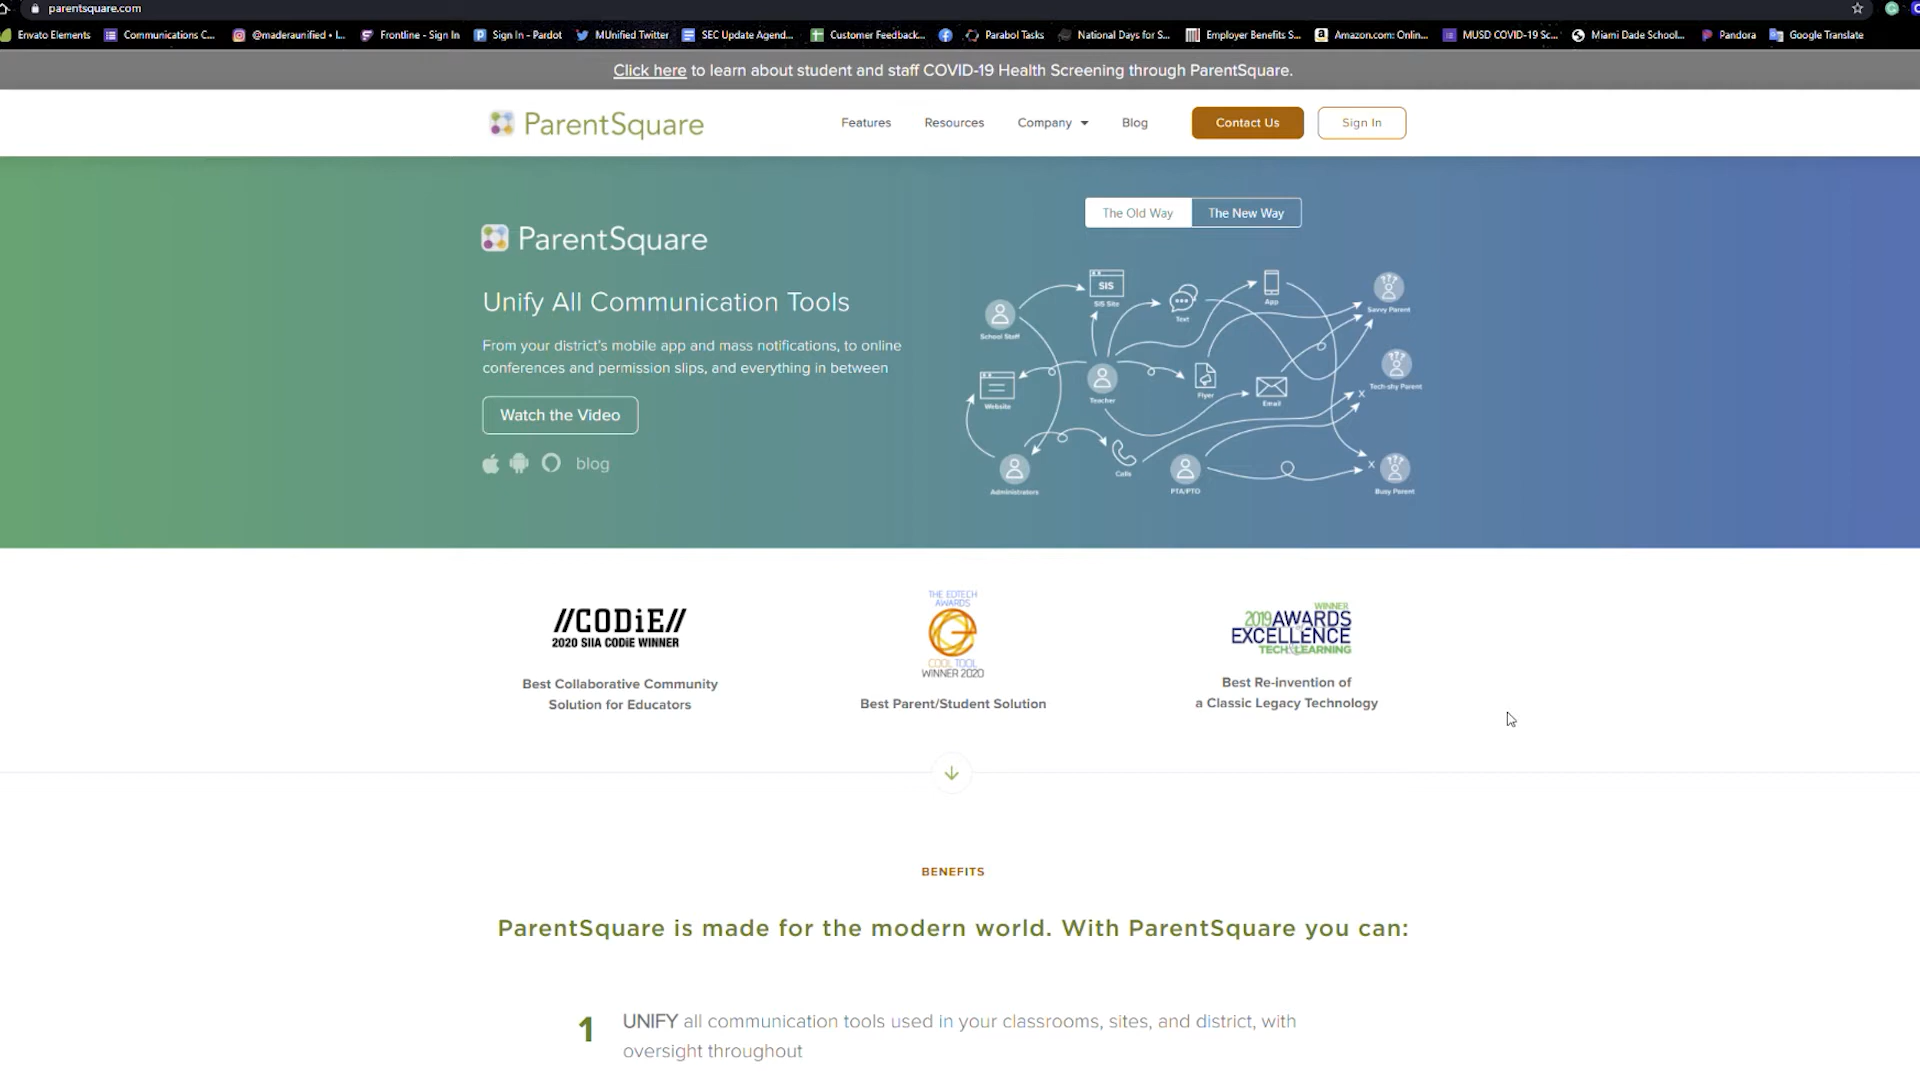 parentsquare.com
Envato Elements
Communications C...
@maderaunified • I...
Frontline - Sign In
Sign In - Pardot
MUnified Twitter
SEC Update Agend...
Customer Feedback...
Parabol Tasks
National Days for S...
Employer Benefits S...
Amazon.com: Onlin...
MUSD COVID-19 Sc...
Miami Dade School...
Pandora
Google Translate
Click here to learn about student and staff COVID-19 Health Screening through ParentSquare.
ParentSquare
Features
Resources
Company
Blog
Contact Us
Sign In
The Old Way
The New Way
ParentSquare
Unify All Communication Tools
From your district's mobile app and mass notifications, to online
conferences and permission slips, and everything in between
Watch the Video
blog
SIS
SIS Site
Text
App
Savvy Parent
School Staff
Website
Teacher
Flyer
Email
Tech-shy Parent
X
Administrators
Calls
PTA/PTO
X
Busy Parent
//CODiE//
2020 SIIA CODiE WINNER
Best Collaborative Community
Solution for Educators
THE EDTECH
AWARDS
COOL TOOL
WINNER 2020
Best Parent/Student Solution
WINNER
2019 AWARDS
EXCELLENCE
TECH LEARNING
Best Re-invention of
a Classic Legacy Technology
BENEFITS
ParentSquare is made for the modern world. With ParentSquare you can:
1
UNIFY all communication tools used in your classrooms, sites, and district, with
oversight throughout